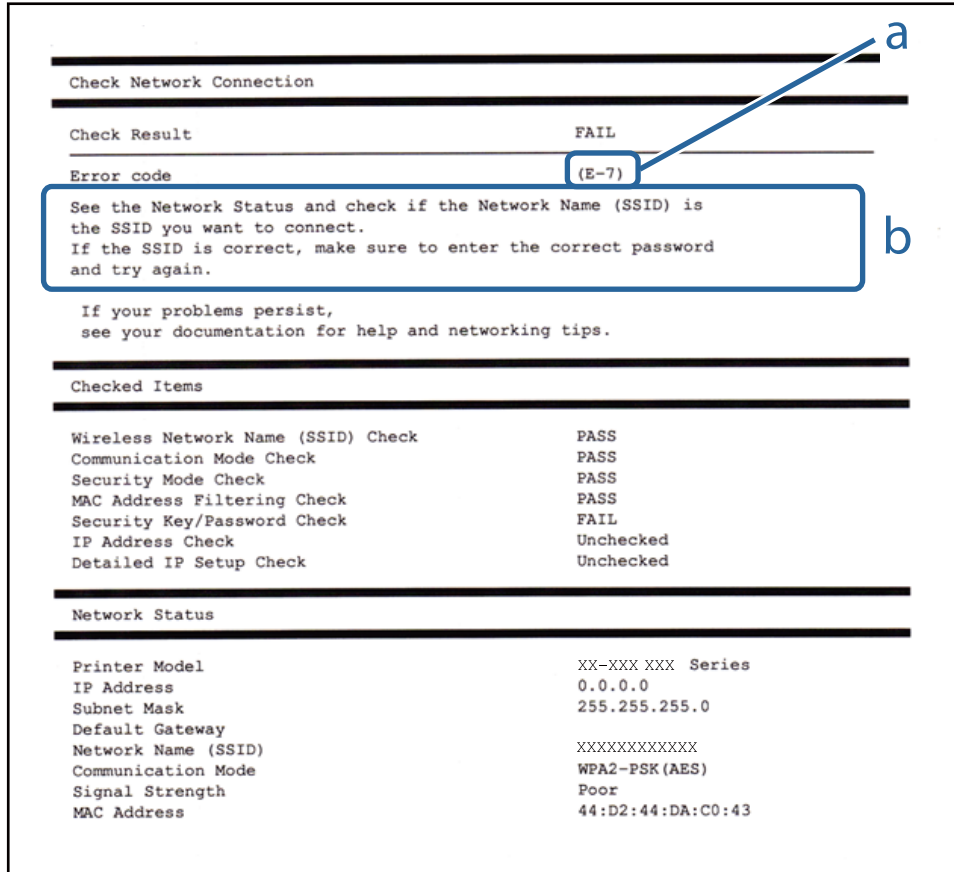 a
Check Network Connection
Check Result FAIL
Error code (E-7)
See the Network Status and check if the Network Name (SSID) is
the SSID you want to connect.
If the SSID is correct, make sure to enter the correct password
and try again.
b
If your problems persist,
see your documentation for help and networking tips.
Checked Items
Wireless Network Name (SSID) Check PASS
Communication Mode Check PASS
Security Mode Check PASS
MAC Address Filtering Check PASS
Security Key/Password Check FAIL
IP Address Check Unchecked
Detailed IP Setup Check Unchecked
Network Status
Printer Model XX-XXX XXX Series
IP Address 0.0.0.0
Subnet Mask 255.255.255.0
Default Gateway
Network Name (SSID) XXXXXXXXXXXX
Communication Mode WPA2-PSK(AES)
Signal Strength Poor
MAC Address 44:D2:44:DA:C0:43